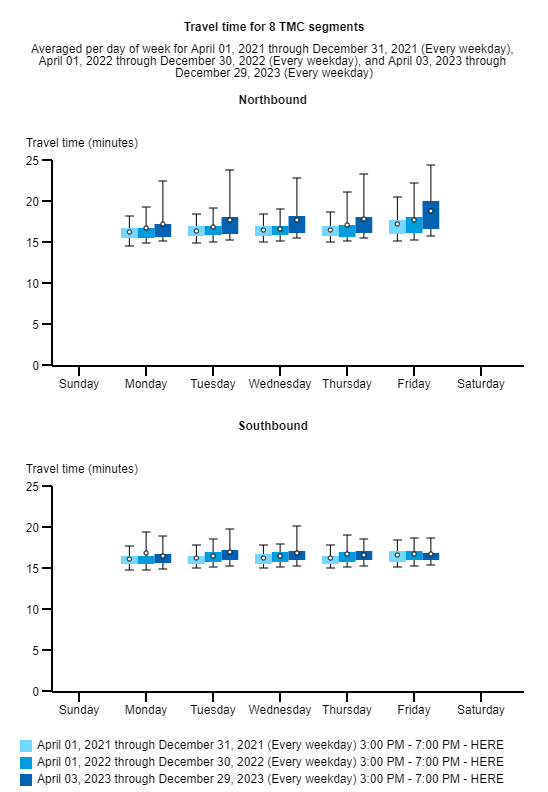 Travel time for 8 TMC segments
Averaged per day of week for April 01, 2021 through December 31, 2021 (Every weekday),
April 01, 2022 through December 30, 2022 (Every weekday), and April 03, 2023 through
December 29, 2023 (Every weekday)
Northbound
Travel time (minutes)
25
20
15
10
5
0
Sunday Monday Tuesday Wednesday Thursday Friday Saturday
Southbound
Travel time (minutes)
25
20
15
10
5
0
Sunday Monday Tuesday Wednesday Thursday Friday Saturday
April 01, 2021 through December 31, 2021 (Every weekday) 3:00 PM - 7:00 PM - HERE
April 01, 2022 through December 30, 2022 (Every weekday) 3:00 PM - 7:00 PM - HERE
April 03, 2023 through December 29, 2023 (Every weekday) 3:00 PM - 7:00 PM - HERE